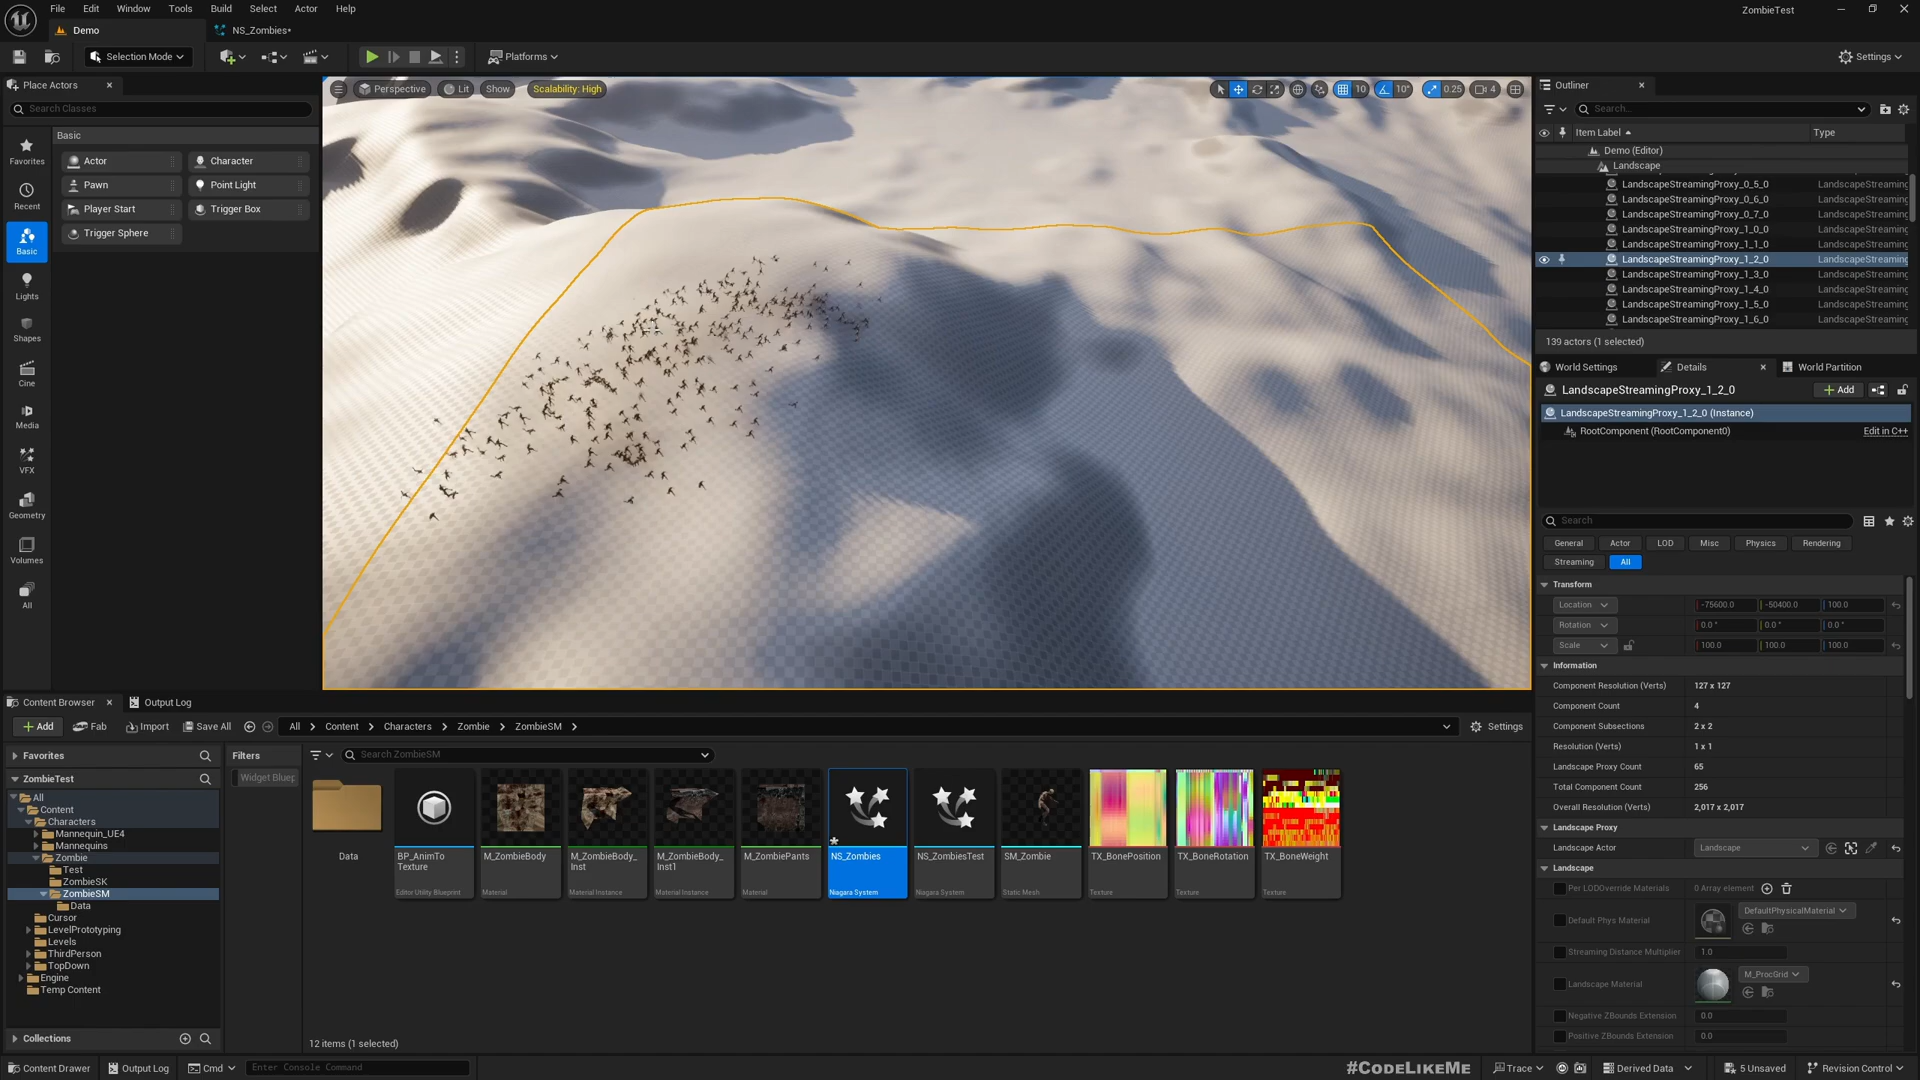 File Edit Window Tools Build Select Actor Help
ZombieTest
Demo
NS_Zombies*
Selection Mode
Platforms
Settings
Place Actors
Search Classes
Favorites
Recent
Basic
Lights
Shapes
Cine
Media
VFX
Geometry
Volumes
All
Basic
Actor
Character
Pawn
Point Light
Player Start
Trigger Box
Trigger Sphere
Perspective
Lit
Show
Scalability: High
10
10°
0.25
4
Outliner
Search...
Item Label
Type
Demo (Editor)
Landscape
LandscapeStreamingProxy_0_5_0 LandscapeStreaming
LandscapeStreamingProxy_0_6_0 LandscapeStreaming
LandscapeStreamingProxy_0_7_0 LandscapeStreaming
LandscapeStreamingProxy_1_0_0 LandscapeStreaming
LandscapeStreamingProxy_1_1_0 LandscapeStreaming
LandscapeStreamingProxy_1_2_0 LandscapeStreaming
LandscapeStreamingProxy_1_3_0 LandscapeStreaming
LandscapeStreamingProxy_1_4_0 LandscapeStreaming
LandscapeStreamingProxy_1_5_0 LandscapeStreaming
LandscapeStreamingProxy_1_6_0 LandscapeStreaming
139 actors (1 selected)
World Settings
Details
World Partition
LandscapeStreamingProxy_1_2_0
Add
LandscapeStreamingProxy_1_2_0 (Instance)
RootComponent (RootComponent0)
Edit in C++
Search
General Actor LOD Misc Physics Rendering
Streaming All
Transform
Location -75600.0 -50400.0 100.0
Rotation 0.0 ° 0.0 ° 0.0 °
Scale 100.0 100.0 100.0
Information
Component Resolution (Verts) 127 x 127
Component Count 4
Component Subsections 2 x 2
Resolution (Verts) 1 x 1
Landscape Proxy Count 65
Total Component Count 256
Overall Resolution (Verts) 2,017 x 2,017
Landscape Proxy
Landscape Actor Landscape
Landscape
Per LODOverride Materials 0 Array element
Default Phys Material DefaultPhysicalMaterial
Streaming Distance Multiplier 1.0
Landscape Material M_ProcGrid
Negative ZBounds Extension 0.0
Positive ZBounds Extension 0.0
Content Browser
Output Log
Add
Fab
Import
Save All
All > Content > Characters > Zombie > ZombieSM >
Settings
Favorites
ZombieTest
All
Content
Characters
Mannequin_UE4
Mannequins
Zombie
Test
ZombieSK
ZombieSM
Data
Cursor
LevelPrototyping
Levels
ThirdPerson
TopDown
Engine
Temp Content
Collections
Filters
Widget Bluep
Search ZombieSM
Data
BP_AnimTo
Texture
Editor Utility Blueprint
M_ZombieBody
Material
M_ZombieBody_
Inst
Material Instance
M_ZombieBody_
Inst1
Material Instance
M_ZombiePants
Material
NS_Zombies
Niagara System
NS_ZombiesTest
Niagara System
SM_Zombie
Static Mesh
TX_BonePosition
Texture
TX_BoneRotation
Texture
TX_BoneWeight
Texture
12 items (1 selected)
Content Drawer
Output Log
Cmd
Enter Console Command
#CODELIKEME
Trace
Derived Data
5 Unsaved
Revision Control